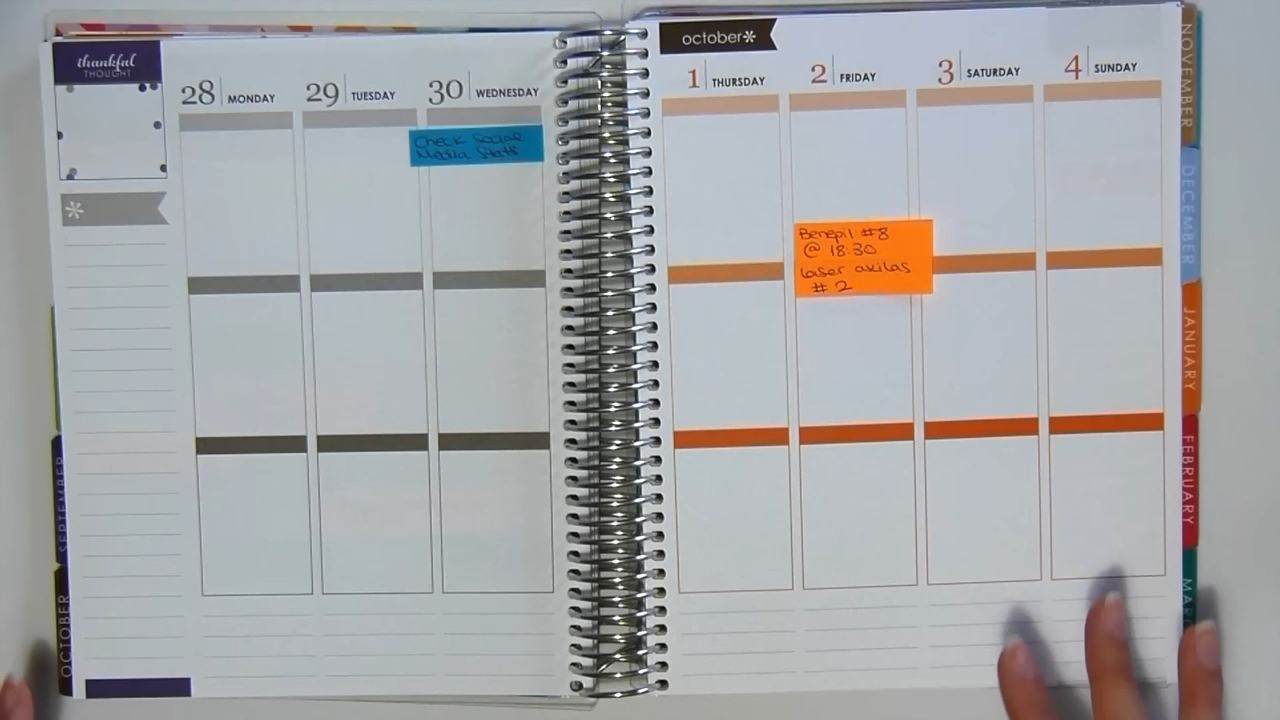 thankful
THOUGHT
28 MONDAY
29 TUESDAY
30 WEDNESDAY
Check Social
Media Stats
*
SEPTEMBER
OCTOBER
october*
1 THURSDAY
2 FRIDAY
3 SATURDAY
4 SUNDAY
Benepil #8
@ 18:30
laser axilas
# 2
NOVEMBER
DECEMBER
JANUARY
FEBRUARY
MAR